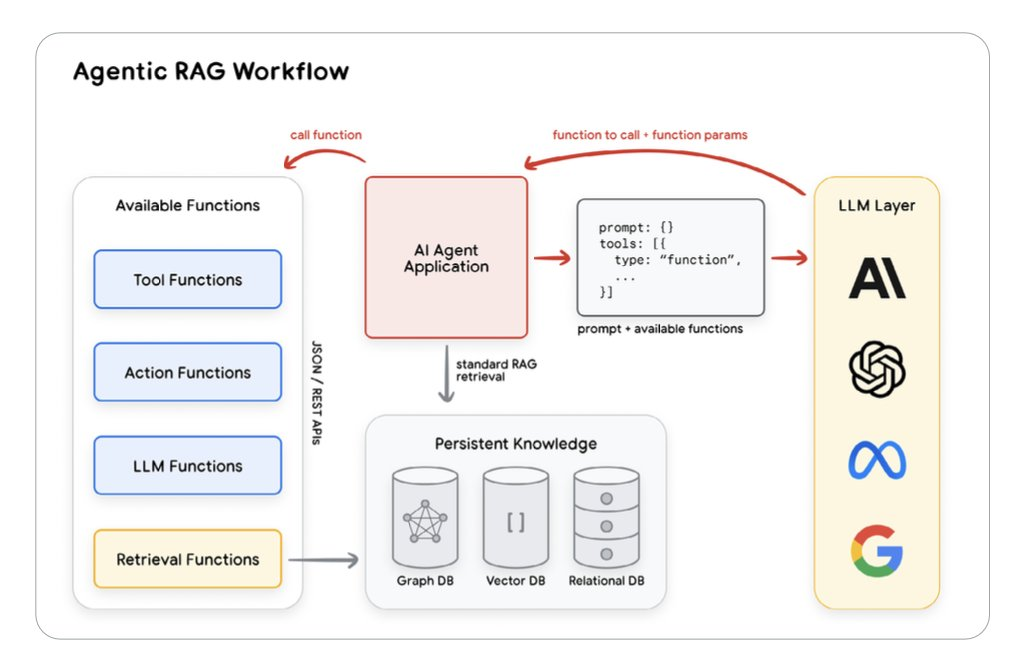 Agentic RAG Workflow
call function
function to call + function params
Available Functions
Tool Functions
Action Functions
LLM Functions
Retrieval Functions
JSON / REST APIs
AI Agent
Application
prompt: {}
tools: [{
type: “function”,
...
}]
prompt + available functions
LLM Layer
standard RAG
retrieval
Persistent Knowledge
[ ]
Graph DB
Vector DB
Relational DB